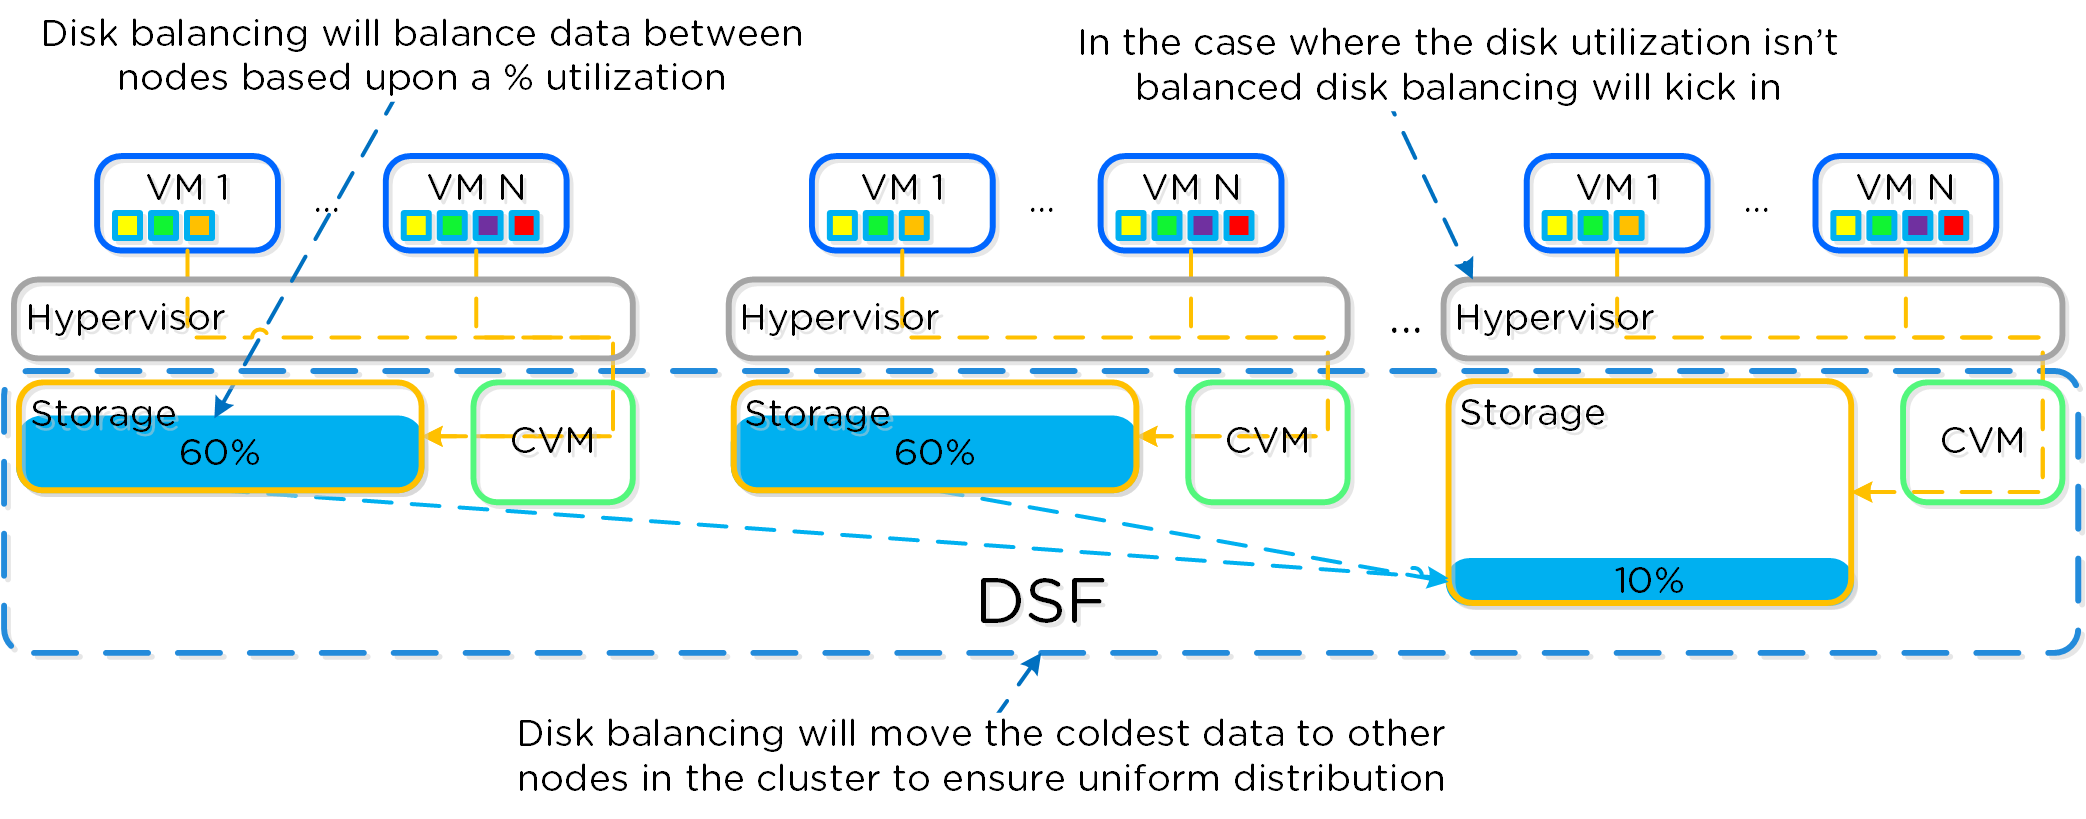 Disk balancing will balance data between
nodes based upon a % utilization
In the case where the disk utilization isn't
balanced disk balancing will kick in
VM 1
...
VM N
VM 1
...
VM N
VM 1
...
VM N
Hypervisor
Hypervisor
...
Hypervisor
Storage
60%
CVM
Storage
60%
CVM
Storage
10%
CVM
DSF
Disk balancing will move the coldest data to other
nodes in the cluster to ensure uniform distribution